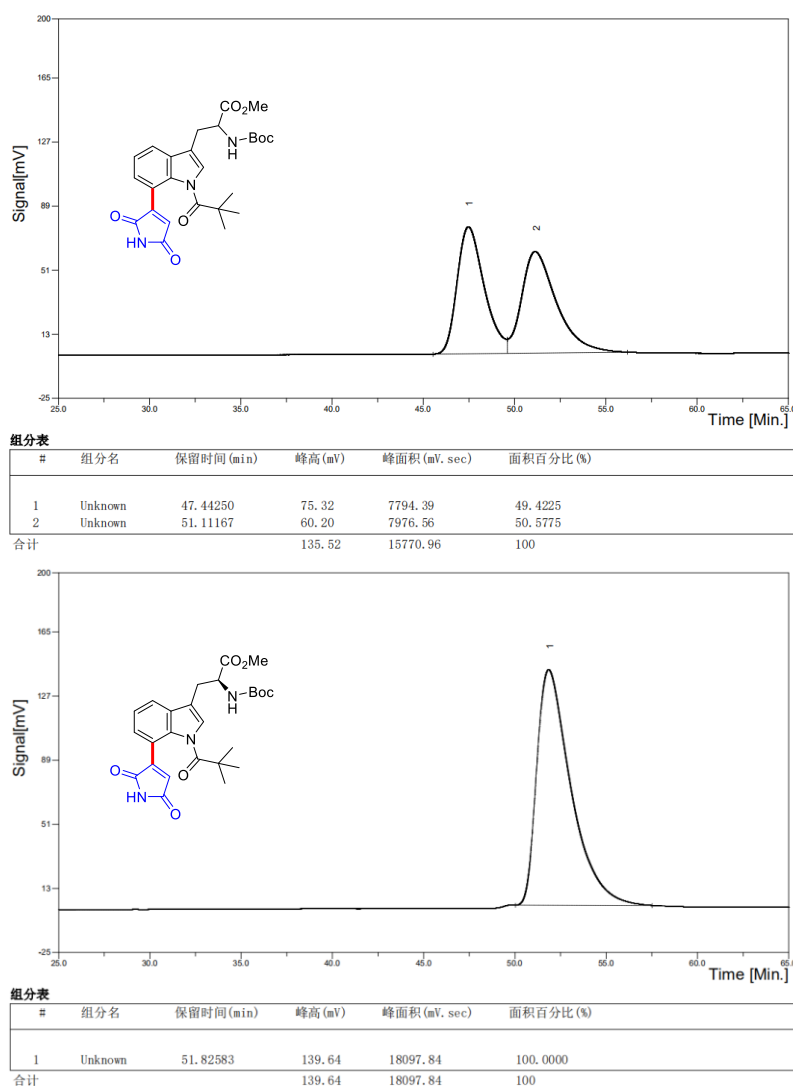 200
165
127
89
51
13
-25
Signal[mV]
CO2Me
N
H
Boc
N
O
O
HN
O
1
2
25.0 30.0 35.0 40.0 45.0 50.0 55.0 60.0 65.0
Time [Min.]
组分表
# 组分名 保留时间(min) 峰高(mV) 峰面积(mV.sec) 面积百分比(%)
1 Unknown 47.44250 75.32 7794.39 49.4225
2 Unknown 51.11167 60.20 7976.56 50.5775
合计 135.52 15770.96 100
200
165
127
89
51
13
-25
Signal[mV]
CO2Me
N
H
Boc
N
O
O
HN
O
1
25.0 30.0 35.0 40.0 45.0 50.0 55.0 60.0 65.0
Time [Min.]
组分表
# 组分名 保留时间(min) 峰高(mV) 峰面积(mV.sec) 面积百分比(%)
1 Unknown 51.82583 139.64 18097.84 100.0000
合计 139.64 18097.84 100